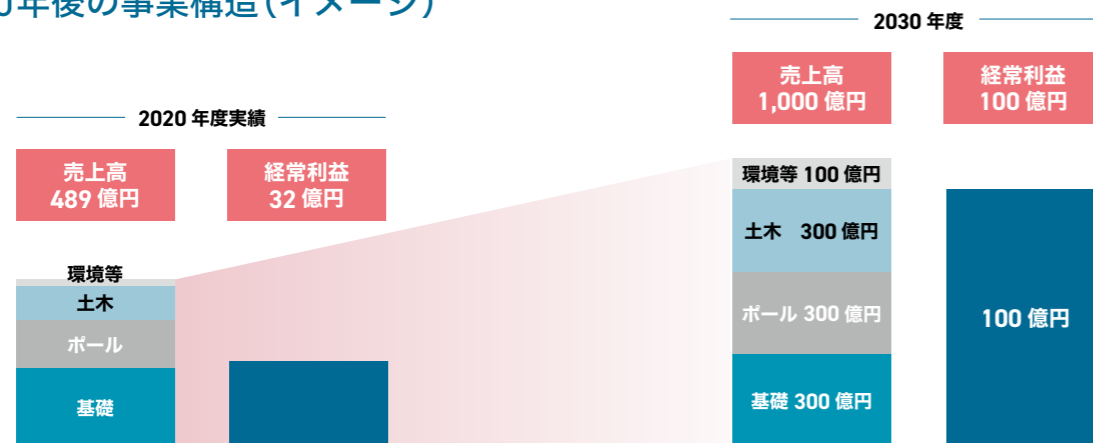 年後の事業構造(イメージ)
2020 年度実績
売上高
489 億円
経常利益
32 億円
環境等
土木
ポール
基礎
2030 年度
売上高
1,000 億円
経常利益
100 億円
環境等 100 億円
土木 300 億円
ポール 300 億円
基礎 300 億円
100 億円